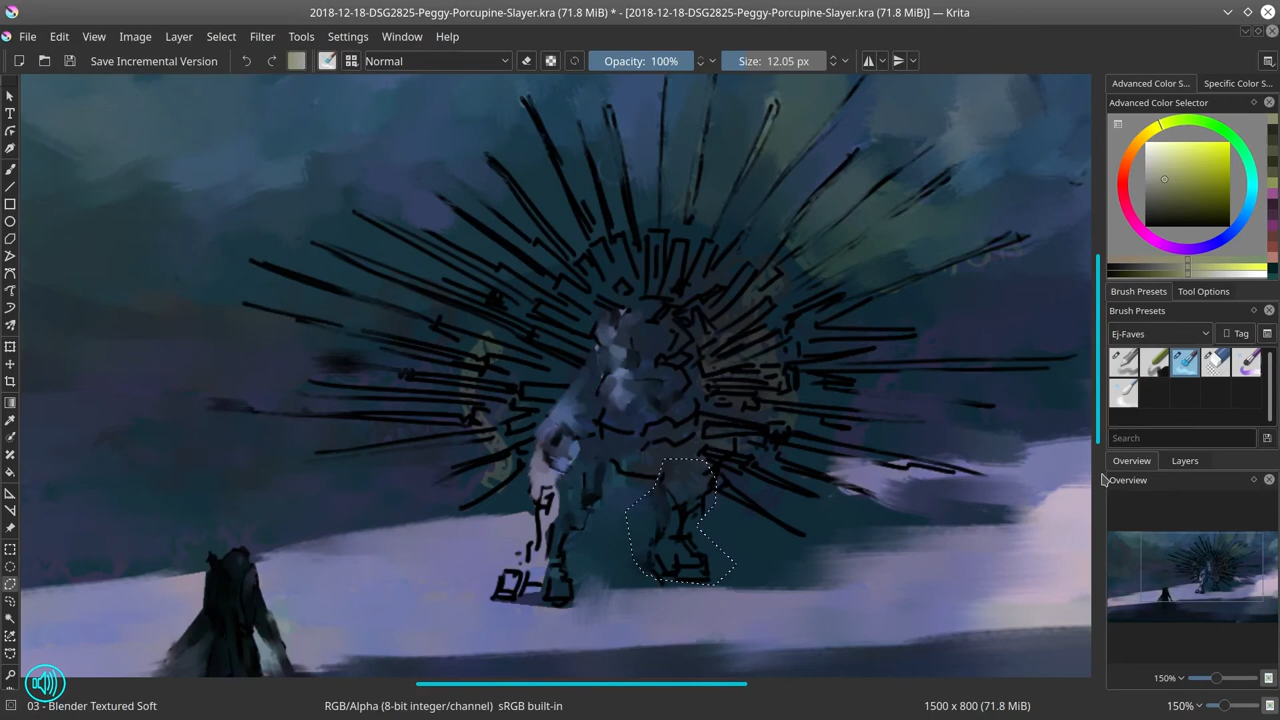 2018-12-18-DSG2825-Peggy-Porcupine-Slayer.kra (71.8 MiB) * - [2018-12-18-DSG2825-Peggy-Porcupine-Slayer.kra (71.8 MiB)] — Krita
File Edit View Image Layer Select Filter Tools Settings Window Help
Save Incremental Version Normal Opacity: 100% Size: 12.05 px
Advanced Color S... Specific Color S...
Advanced Color Selector
Brush Presets Tool Options
Brush Presets
Ej-Faves Tag
Search
Overview Layers
Overview
150%
03 - Blender Textured Soft RGB/Alpha (8-bit integer/channel) sRGB built-in 1500 x 800 (71.8 MiB) 150%